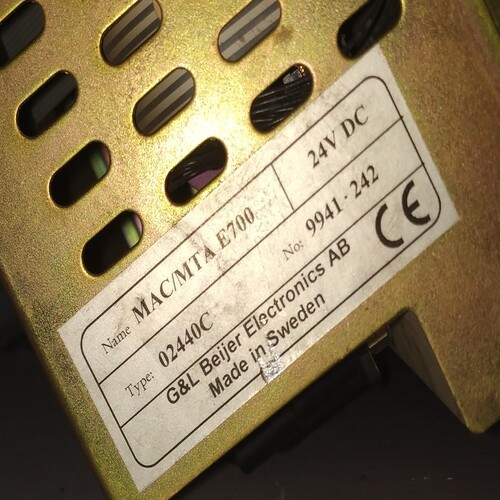 Name MAC/MTA E700 24V DC
Type: 02440C No: 9941-242
G&L Beijer Electronics AB CE
Made in Sweden